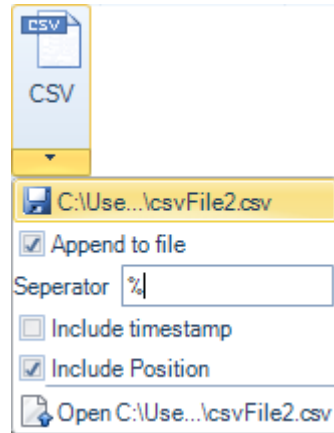 CSV
CSV
C:\Use...\csvFile2.csv
Append to file
Seperator %
Include timestamp
Include Position
Open C:\Use...\csvFile2.csv